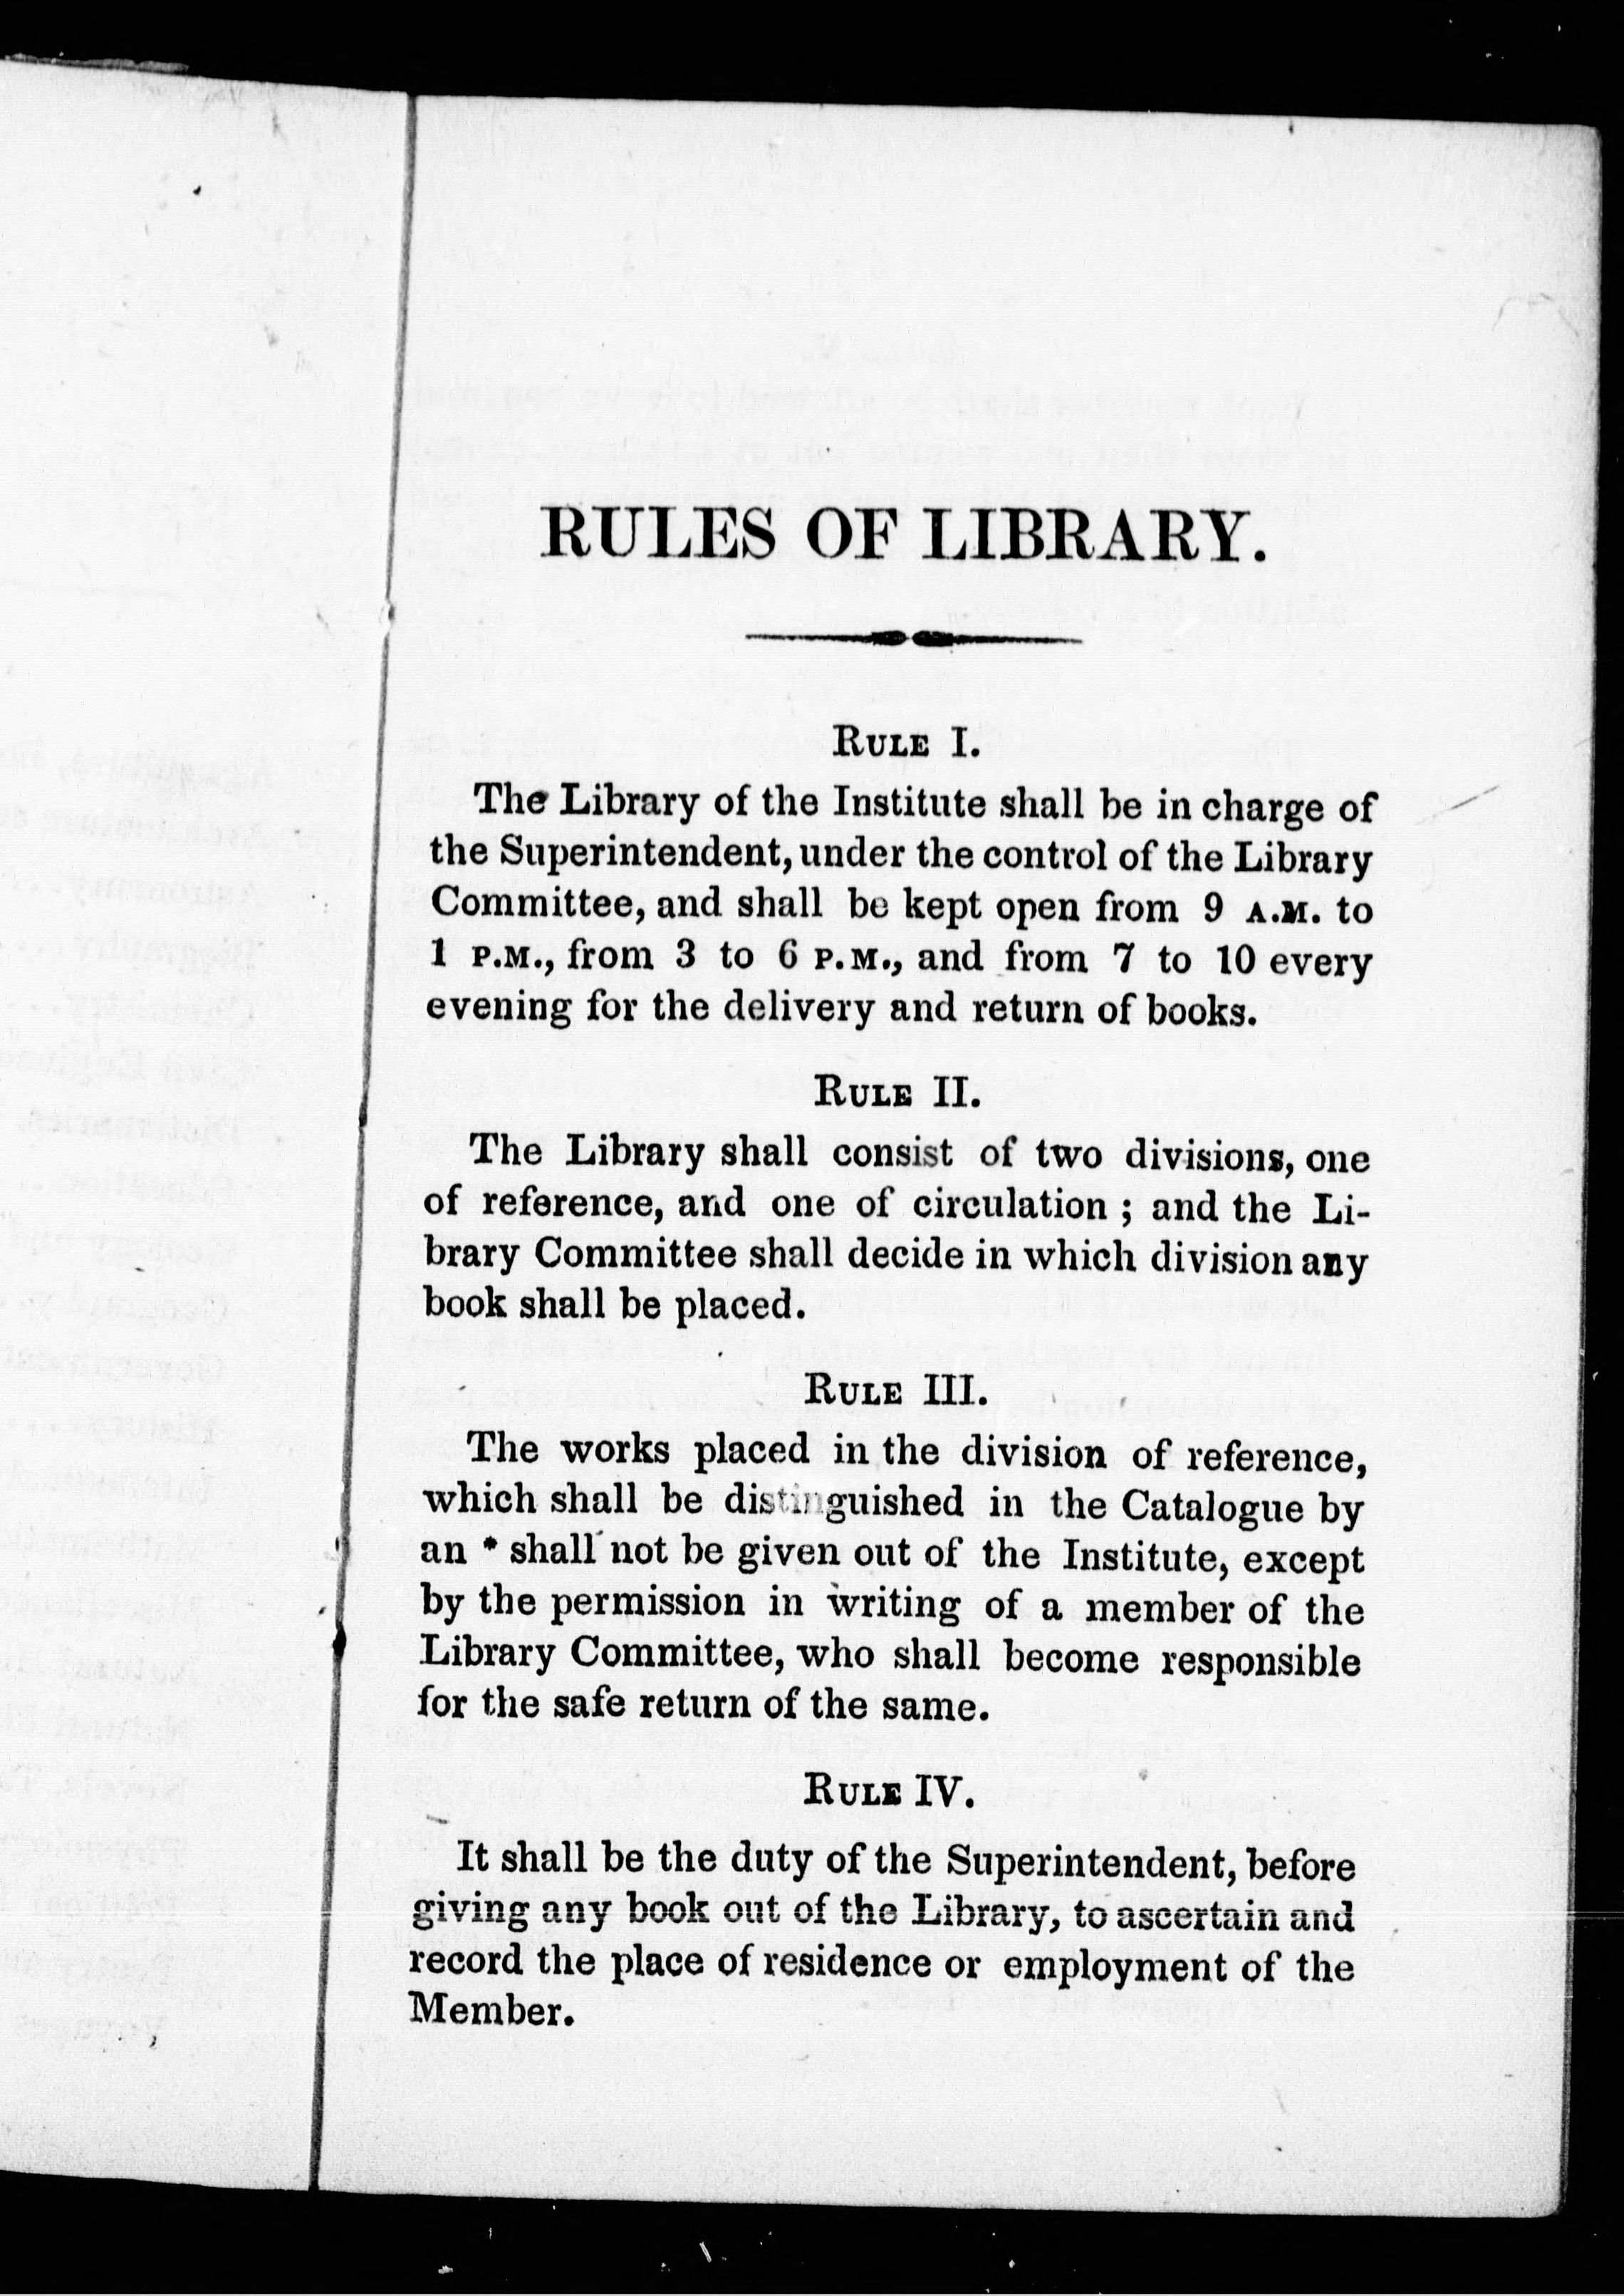 RULES OF LIBRARY.
RULE I.
The Library of the Institute shall be in charge of
the Superintendent, under the control of the Library
Committee, and shall be kept open from 9 A.M. to
1 P.M., from 3 to 6 P.M., and from 7 to 10 every
evening for the delivery and return of books.
RULE II.
The Library shall consist of two divisions, one
of reference, and one of circulation ; and the Li-
brary Committee shall decide in which division any
book shall be placed.
RULE III.
The works placed in the division of reference,
which shall be distinguished in the Catalogue by
an * shall not be given out of the Institute, except
by the permission in writing of a member of the
Library Committee, who shall become responsible
for the safe return of the same.
RULE IV.
It shall be the duty of the Superintendent, before
giving any book out of the Library, to ascertain and
record the place of residence or employment of the
Member.